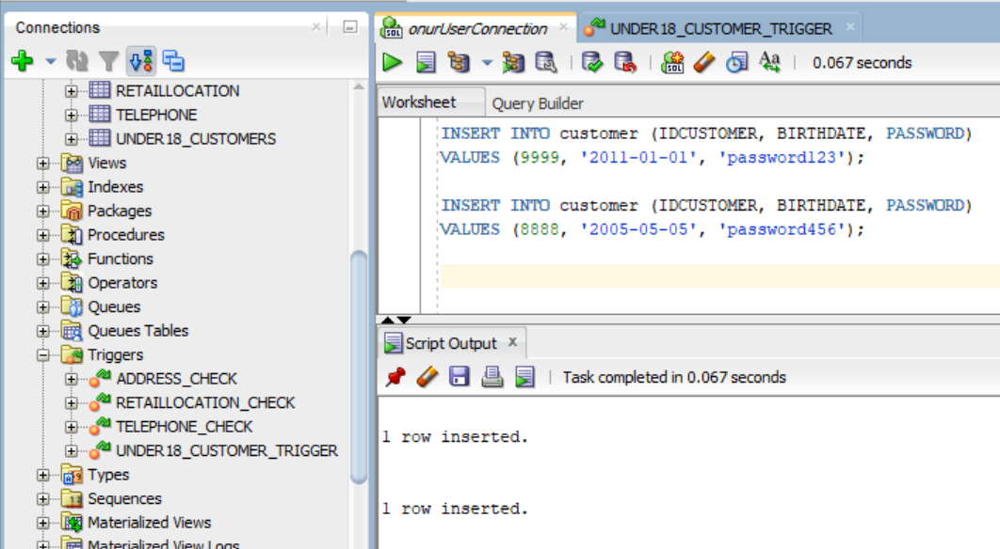 Connections
RETAILLOCATION
TELEPHONE
UNDER18_CUSTOMERS
Views
Indexes
Packages
Procedures
Functions
Operators
Queues
Queues Tables
Triggers
ADDRESS_CHECK
RETAILLOCATION_CHECK
TELEPHONE_CHECK
UNDER18_CUSTOMER_TRIGGER
Types
Sequences
Materialized Views
Materialized View Logs
onurUserConnection
UNDER18_CUSTOMER_TRIGGER
0.067 seconds
Worksheet Query Builder
INSERT INTO customer (IDCUSTOMER, BIRTHDATE, PASSWORD)
VALUES (9999, '2011-01-01', 'password123');
INSERT INTO customer (IDCUSTOMER, BIRTHDATE, PASSWORD)
VALUES (8888, '2005-05-05', 'password456');
Script Output x
Task completed in 0.067 seconds
1 row inserted.
1 row inserted.